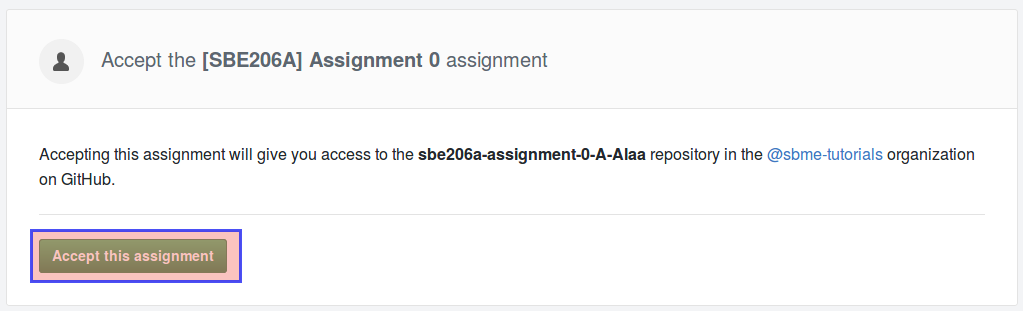 Accept the [SBE206A] Assignment 0 assignment
Accepting this assignment will give you access to the sbe206a-assignment-0-A-Alaa repository in the @sbme-tutorials organization
on GitHub.
Accept this assignment